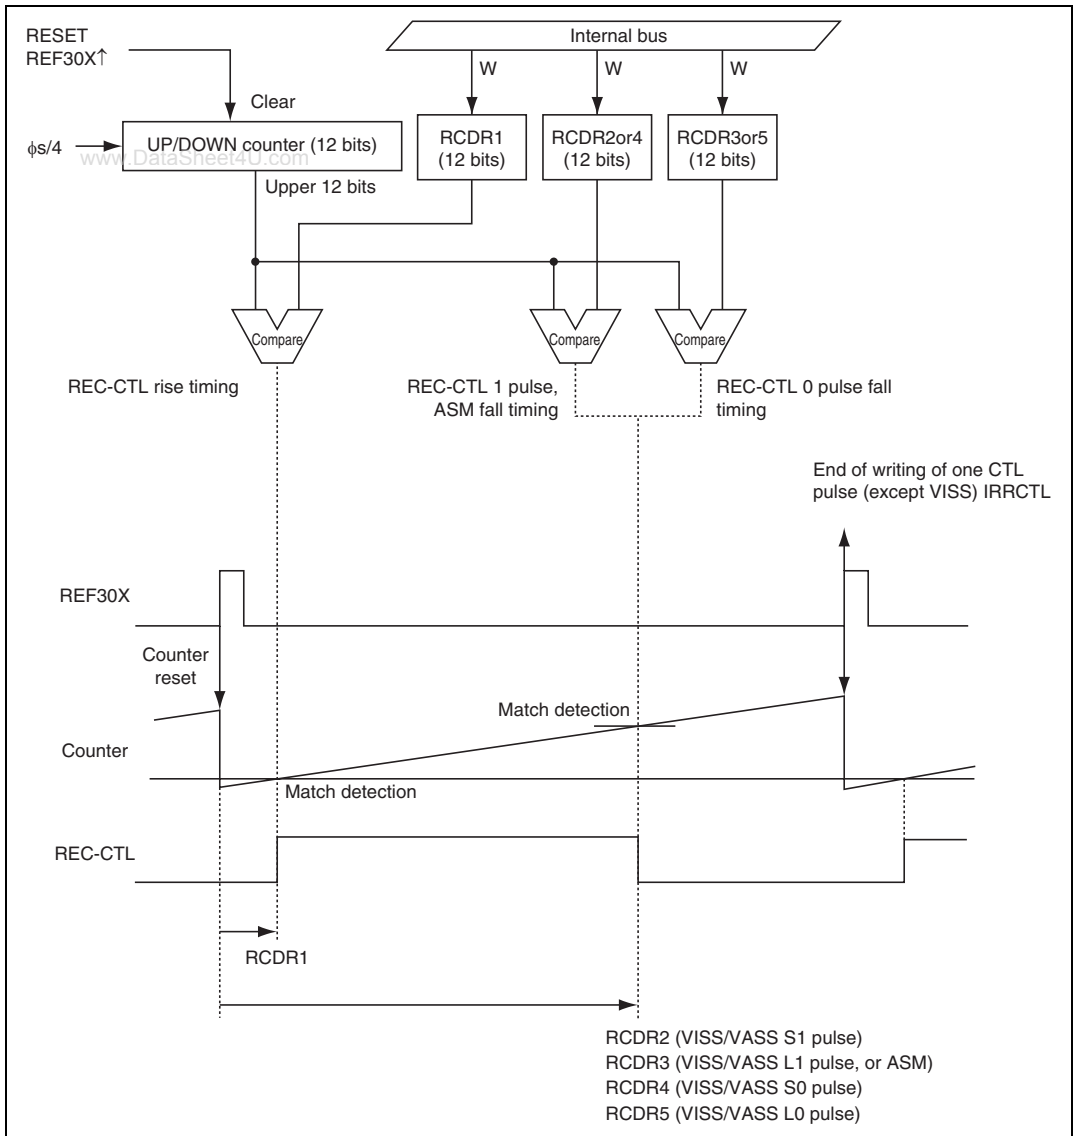 RESET
REF30X↑
Internal bus
W
W
W
Clear
ϕs/4
UP/DOWN counter (12 bits)
www.DataSheet4U.com
RCDR1
(12 bits)
RCDR2or4
(12 bits)
RCDR3or5
(12 bits)
Upper 12 bits
Compare
Compare
Compare
REC-CTL rise timing
REC-CTL 1 pulse,
ASM fall timing
REC-CTL 0 pulse fall
timing
End of writing of one CTL
pulse (except VISS) IRRCTL
REF30X
Counter
reset
Match detection
Counter
Match detection
REC-CTL
RCDR1
RCDR2 (VISS/VASS S1 pulse)
RCDR3 (VISS/VASS L1 pulse, or ASM)
RCDR4 (VISS/VASS S0 pulse)
RCDR5 (VISS/VASS L0 pulse)